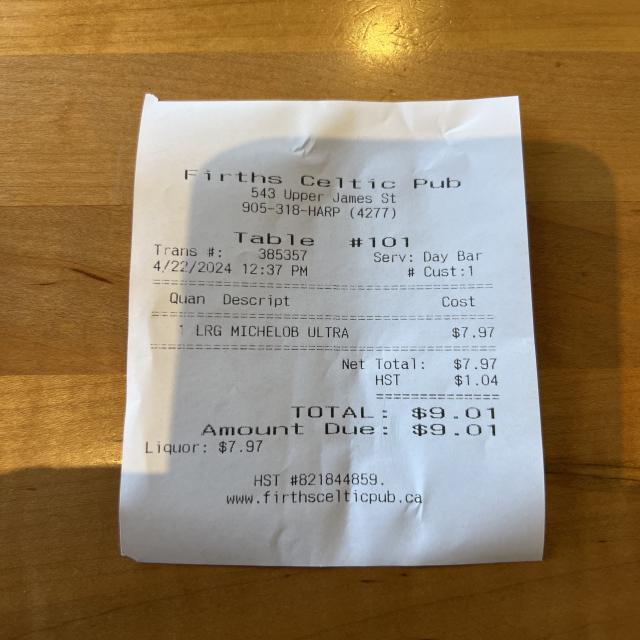 Firths Celtic Pub
543 Upper James St
905-318-HARP (4277)
Table #101
Trans #: 385357 Serv: Day Bar
4/22/2024 12:37 PM # Cust:1
Quan Descript Cost
1 LRG MICHELOB ULTRA $7.97
Net Total: $7.97
HST $1.04
TOTAL: $9.01
Amount Due: $9.01
Liquor: $7.97
HST #821844859.
www.firthscelticpub.ca